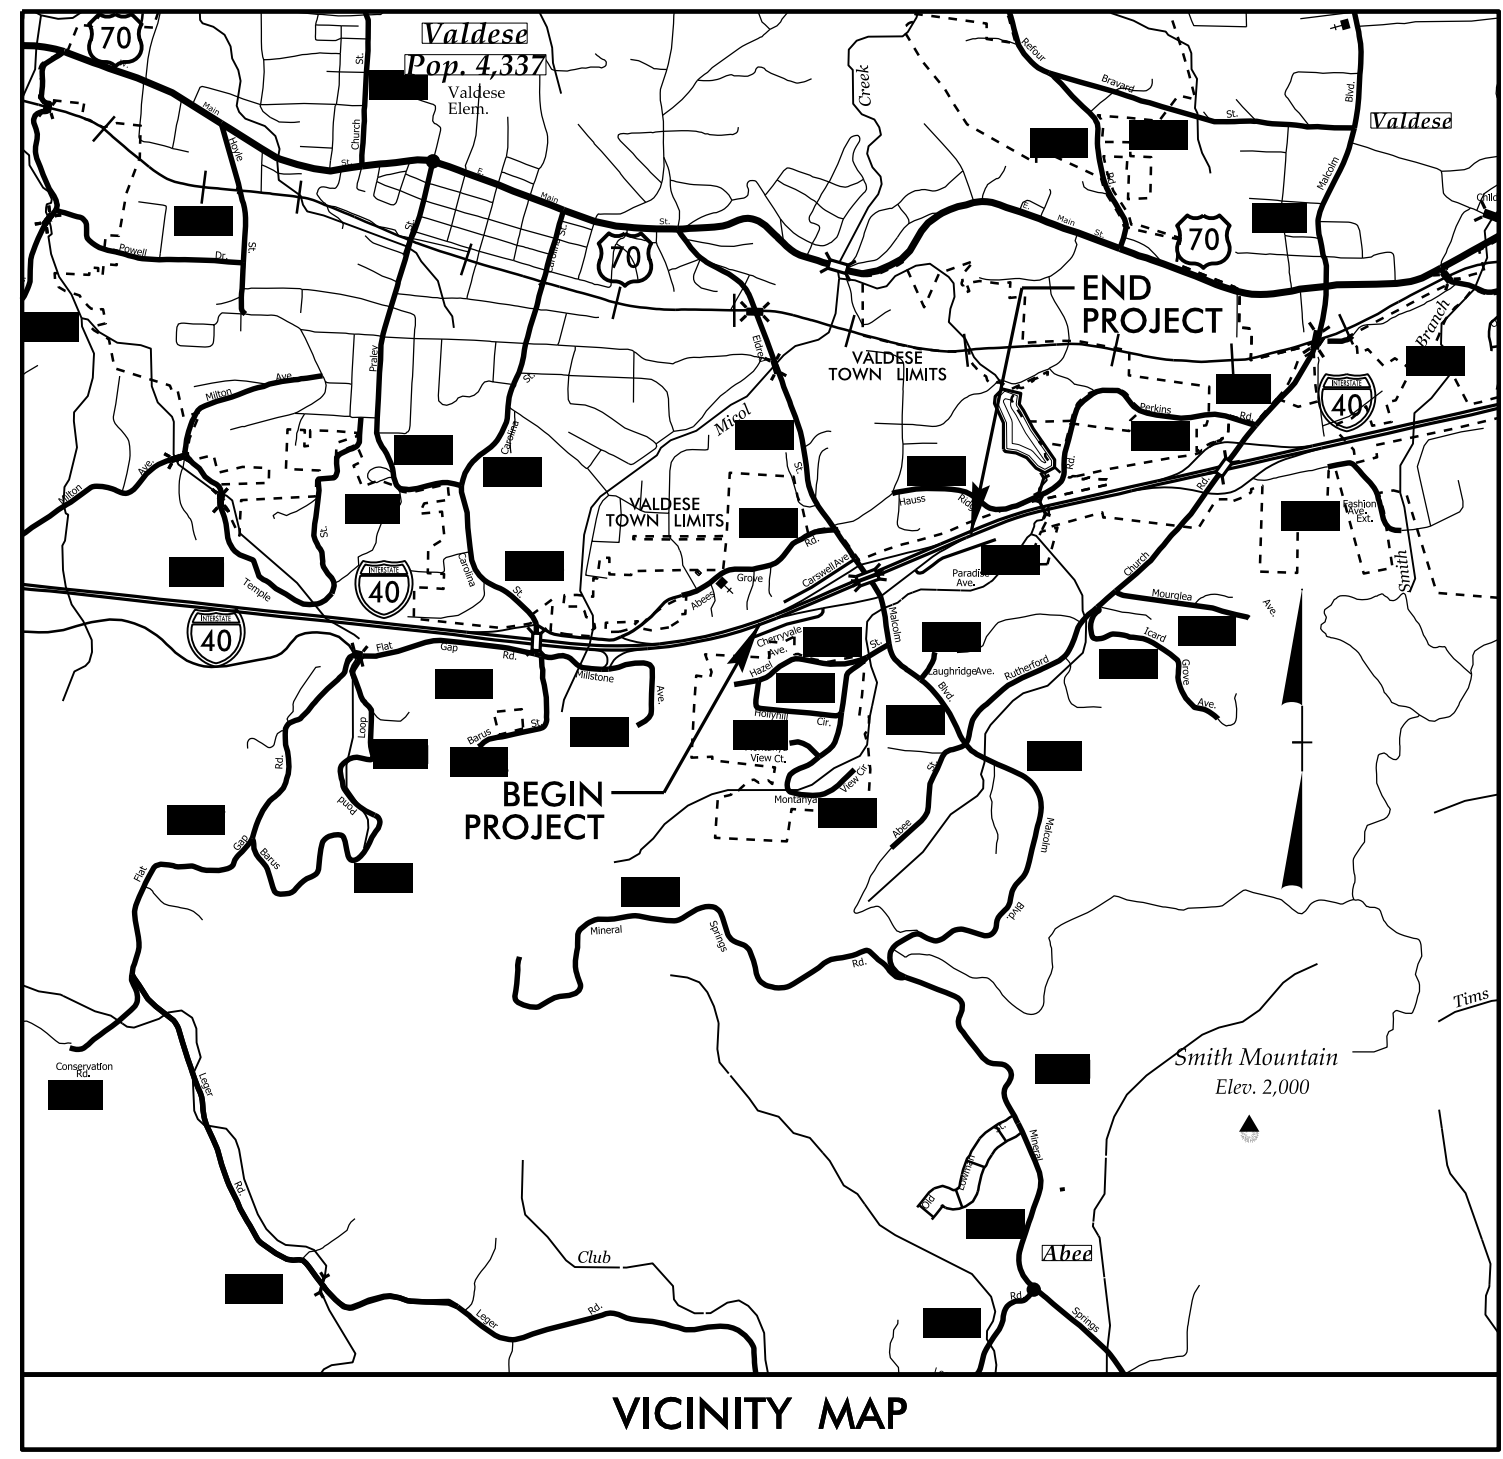 70
Valdese
Pop. 4,337
Valdese
Elem.
St.
Church
Creek
Refour
Bravard
St.
Blvd.
Valdese
Main
Hoyle
St.
E.
Main
St.
Rd.
Malcolm
Powell
Dr.
St.
St.
Carolina St.
70
E.
Main
St.
70
END
PROJECT
Branch
Praley
St.
Eldred
VALDESE
TOWN LIMITS
Milton
Ave.
Micol
Perkins
Rd.
INTERSTATE
40
Milton
Ave.
Carolina
St.
Rd.
Rd.
Hauss
Ridge
Fashion
Ave.
Ext.
VALDESE
TOWN LIMITS
St.
Rd.
Carolina
St.
INTERSTATE
40
Temple
Abees
Grove
Carswell Ave.
Paradise
Ave.
Church
Smith
Mourglea
Ave.
INTERSTATE
40
Flat
Gap
Rd.
Millstone
Ave.
Cherryvale
Ave.
Hazel
St.
Malcolm
Laughridge Ave.
Blvd.
Rutherford
Icard
Grove
Ave.
Loop
Rd.
Barus
St.
Hollyhill
Cir.
View Ct.
Montanya
View Cir.
St.
BEGIN
PROJECT
Pond
Abee
Malcolm
Gap
Barus
Flat
Mineral
Springs
Rd.
Blvd.
Tims
Conservation
Rd.
Leger
Smith Mountain
Elev. 2,000
St.
Mineral
Lowman
Old
Rd.
Club
Abee
Leger
Rd.
Rd.
Springs
VICINITY MAP